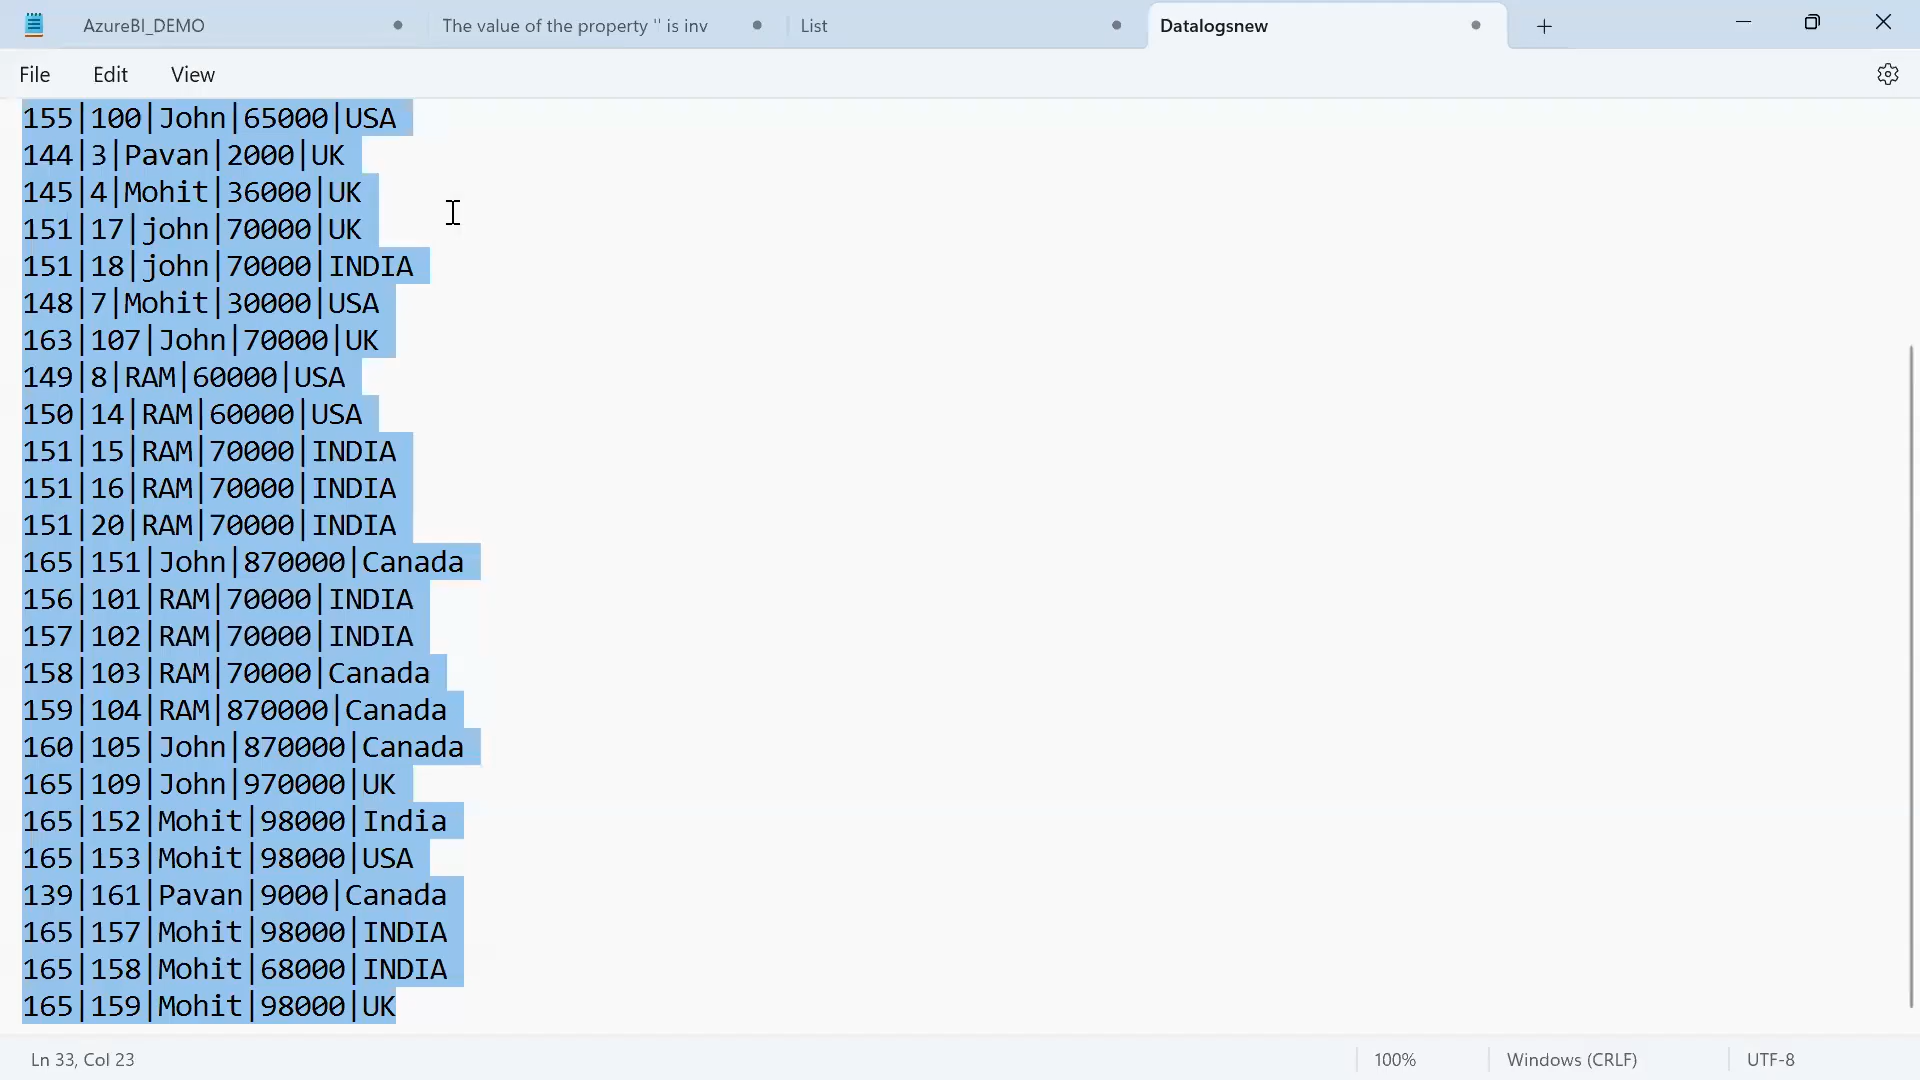 AzureBI_DEMO
The value of the property '' is inv
List
Datalogsnew
File Edit View
155|100|John|65000|USA
144|3|Pavan|2000|UK
145|4|Mohit|36000|UK
151|17|john|70000|UK
151|18|john|70000|INDIA
148|7|Mohit|30000|USA
163|107|John|70000|UK
149|8|RAM|60000|USA
150|14|RAM|60000|USA
151|15|RAM|70000|INDIA
151|16|RAM|70000|INDIA
151|20|RAM|70000|INDIA
165|151|John|870000|Canada
156|101|RAM|70000|INDIA
157|102|RAM|70000|INDIA
158|103|RAM|70000|Canada
159|104|RAM|870000|Canada
160|105|John|870000|Canada
165|109|John|970000|UK
165|152|Mohit|98000|India
165|153|Mohit|98000|USA
139|161|Pavan|9000|Canada
165|157|Mohit|98000|INDIA
165|158|Mohit|68000|INDIA
165|159|Mohit|98000|UK
Ln 33, Col 23
100%
Windows (CRLF)
UTF-8